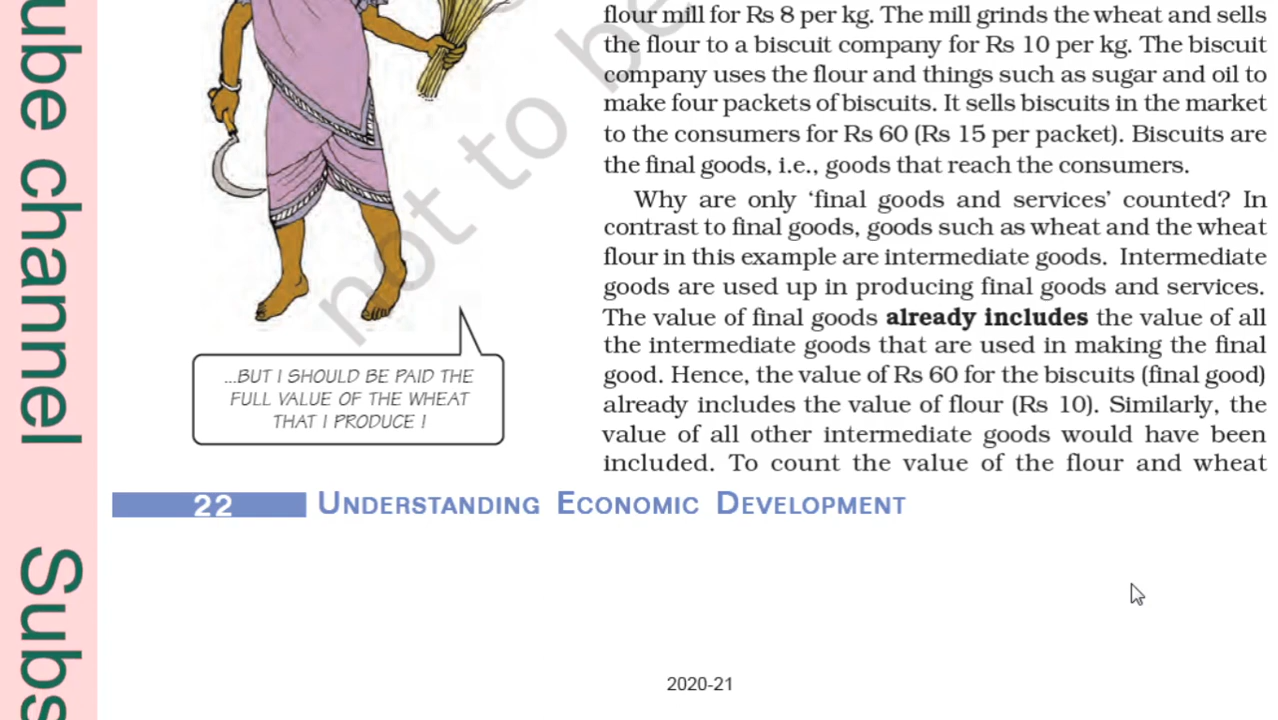 flour mill for Rs 8 per kg. The mill grinds the wheat and sells
the flour to a biscuit company for Rs 10 per kg. The biscuit
company uses the flour and things such as sugar and oil to
make four packets of biscuits. It sells biscuits in the market
to the consumers for Rs 60 (Rs 15 per packet). Biscuits are
the final goods, i.e., goods that reach the consumers.
Why are only ‘final goods and services’ counted? In
contrast to final goods, goods such as wheat and the wheat
flour in this example are intermediate goods. Intermediate
goods are used up in producing final goods and services.
The value of final goods already includes the value of all
the intermediate goods that are used in making the final
good. Hence, the value of Rs 60 for the biscuits (final good)
already includes the value of flour (Rs 10). Similarly, the
value of all other intermediate goods would have been
included. To count the value of the flour and wheat
...BUT I SHOULD BE PAID THE
FULL VALUE OF THE WHEAT
THAT I PRODUCE !
22 UNDERSTANDING ECONOMIC DEVELOPMENT
2020-21
not to be
ube channel Subs